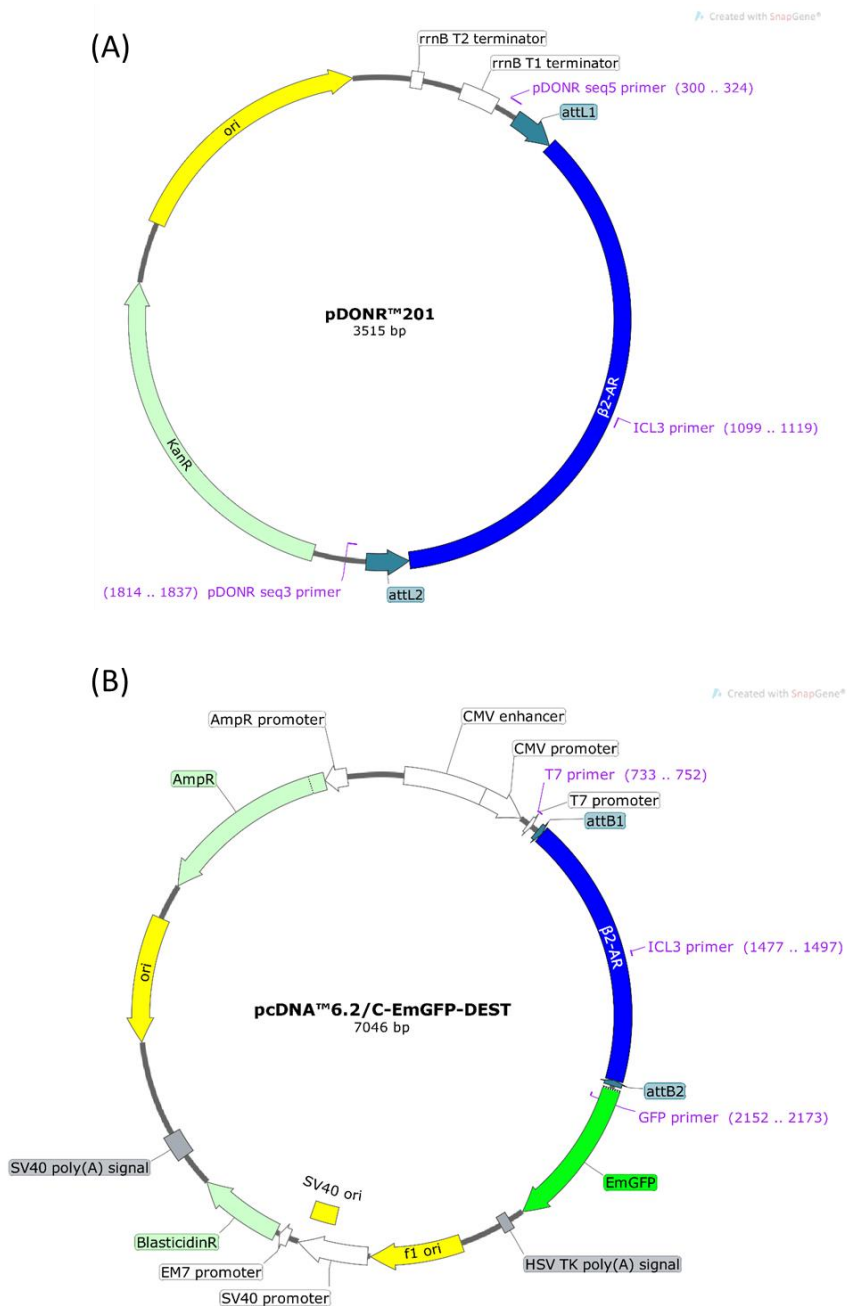 Created with SnapGene®
(A)
rrnB T2 terminator
rrnB T1 terminator
pDONR seq5 primer (300 .. 324)
attL1
ori
pDONR™201
3515 bp
β2-AR
ICL3 primer (1099 .. 1119)
KanR
(1814 .. 1837) pDONR seq3 primer
attL2
(B)
Created with SnapGene®
AmpR promoter
CMV enhancer
CMV promoter
AmpR
T7 primer (733 .. 752)
T7 promoter
attB1
β2-AR
ICL3 primer (1477 .. 1497)
ori
pcDNA™6.2/C-EmGFP-DEST
7046 bp
attB2
GFP primer (2152 .. 2173)
SV40 poly(A) signal
EmGFP
SV40 ori
BlasticidinR
f1 ori
HSV TK poly(A) signal
EM7 promoter
SV40 promoter